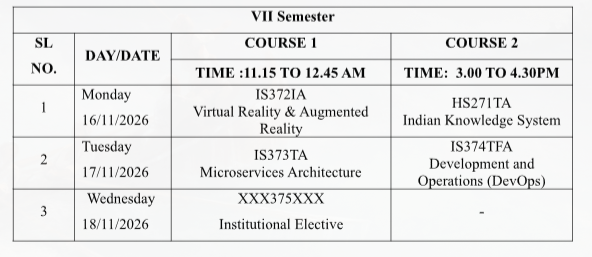 VII Semester
SL NO. DAY/DATE COURSE 1 COURSE 2
TIME :11.15 TO 12.45 AM TIME: 3.00 TO 4.30PM
1 Monday 16/11/2026 IS372IA Virtual Reality & Augmented Reality HS271TA Indian Knowledge System
2 Tuesday 17/11/2026 IS373TA Microservices Architecture IS374TFA Development and Operations (DevOps)
3 Wednesday 18/11/2026 XXX375XXX Institutional Elective -